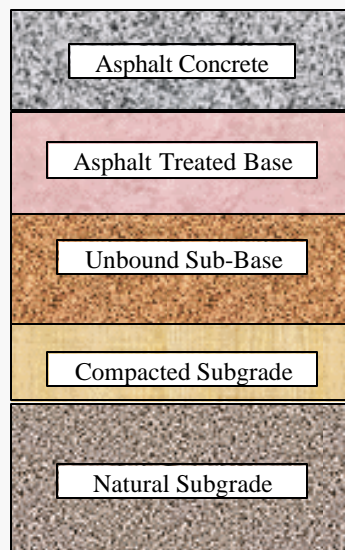 Asphalt Concrete
Asphalt Treated Base
Unbound Sub-Base
Compacted Subgrade
Natural Subgrade